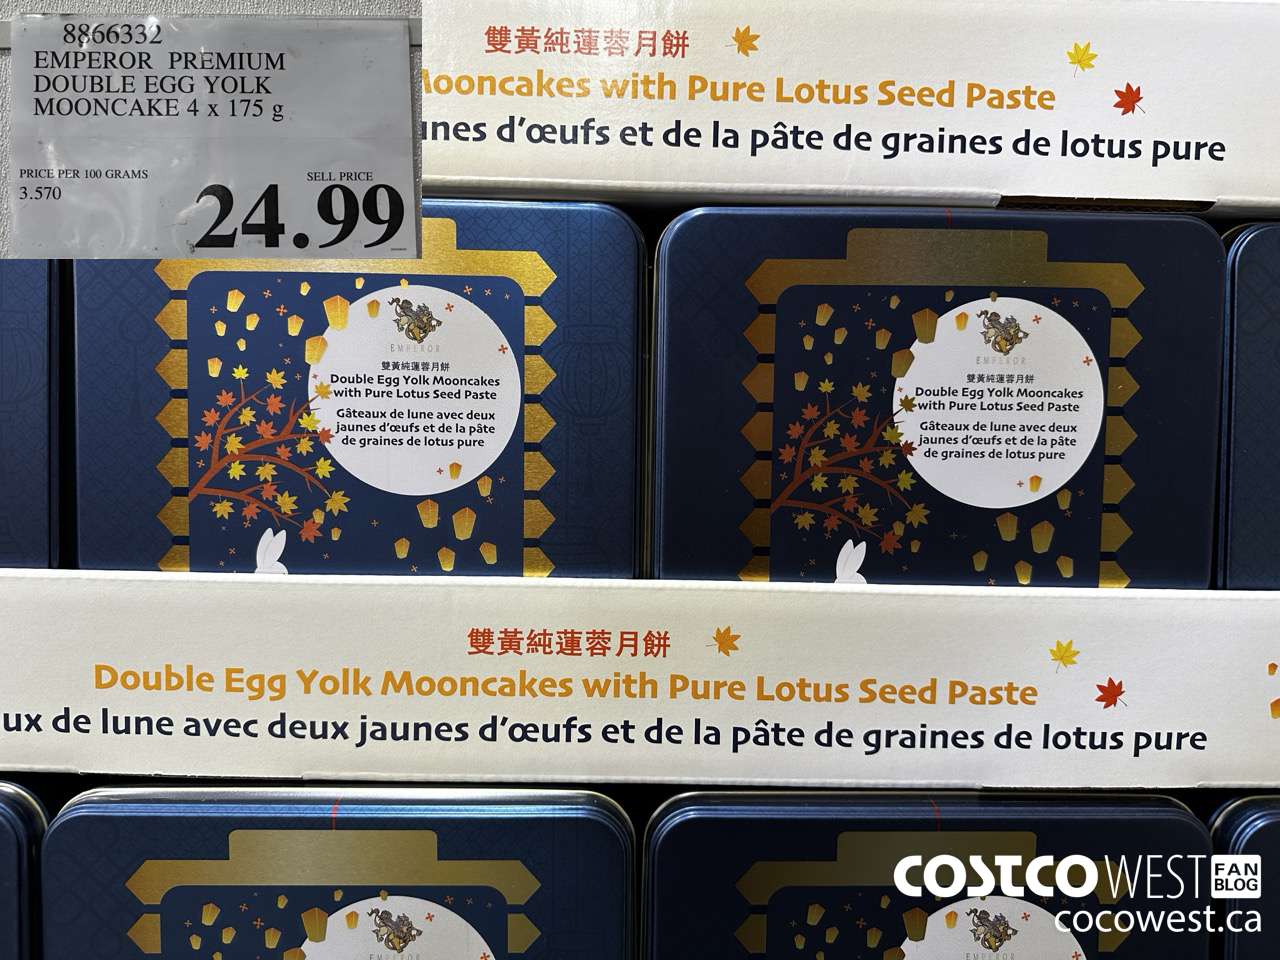 8866332
EMPEROR PREMIUM
DOUBLE EGG YOLK
MOONCAKE 4 x 175 g
PRICE PER 100 GRAMS
3.570
SELL PRICE
24.99
雙黃純蓮蓉月餅
Mooncakes with Pure Lotus Seed Paste
d'œufs et de la pâte de graines de lotus pure
EMPEROR
雙黃純蓮蓉月餅
Double Egg Yolk Mooncakes
with Pure Lotus Seed Paste
Gâteaux de lune avec deux
jaunes d'œufs et de la pâte
de graines de lotus pure
EMPEROR
雙黃純蓮蓉月餅
Double Egg Yolk Mooncakes
with Pure Lotus Seed Paste
Gâteaux de lune avec deux
jaunes d'œufs et de la pâte
de graines de lotus pure
雙黃純蓮蓉月餅
Double Egg Yolk Mooncakes with Pure Lotus Seed Paste
ux de lune avec deux jaunes d'œufs et de la pâte de graines de lotus pure
EMPEROR
EMPEROR
COSTCO WEST FAN BLOG
cocowest.ca